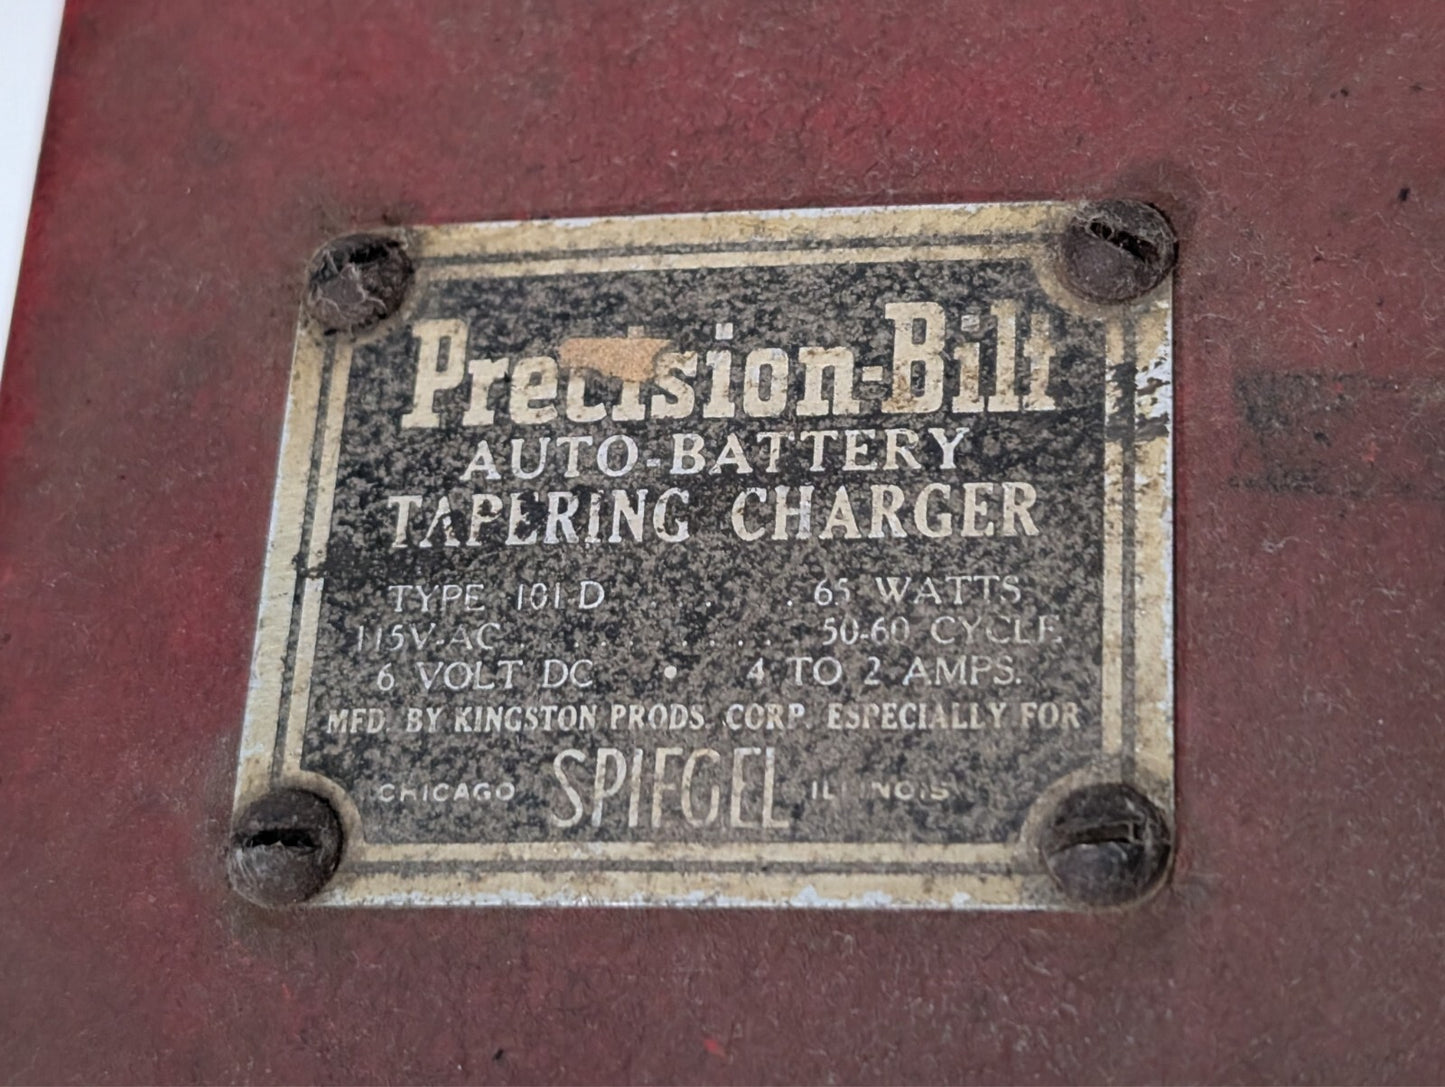 Precision-Bilt
AUTO-BATTERY
TAPERING CHARGER
TYPE 101-D . . . 65 WATTS
115V-AC . . . . . . . 50-60 CYCLE
6 VOLT DC • 4 TO 2 AMPS.
MFD. BY KINGSTON PRODS. CORP. ESPECIALLY FOR
CHICAGO SPIEGEL ILLINOIS